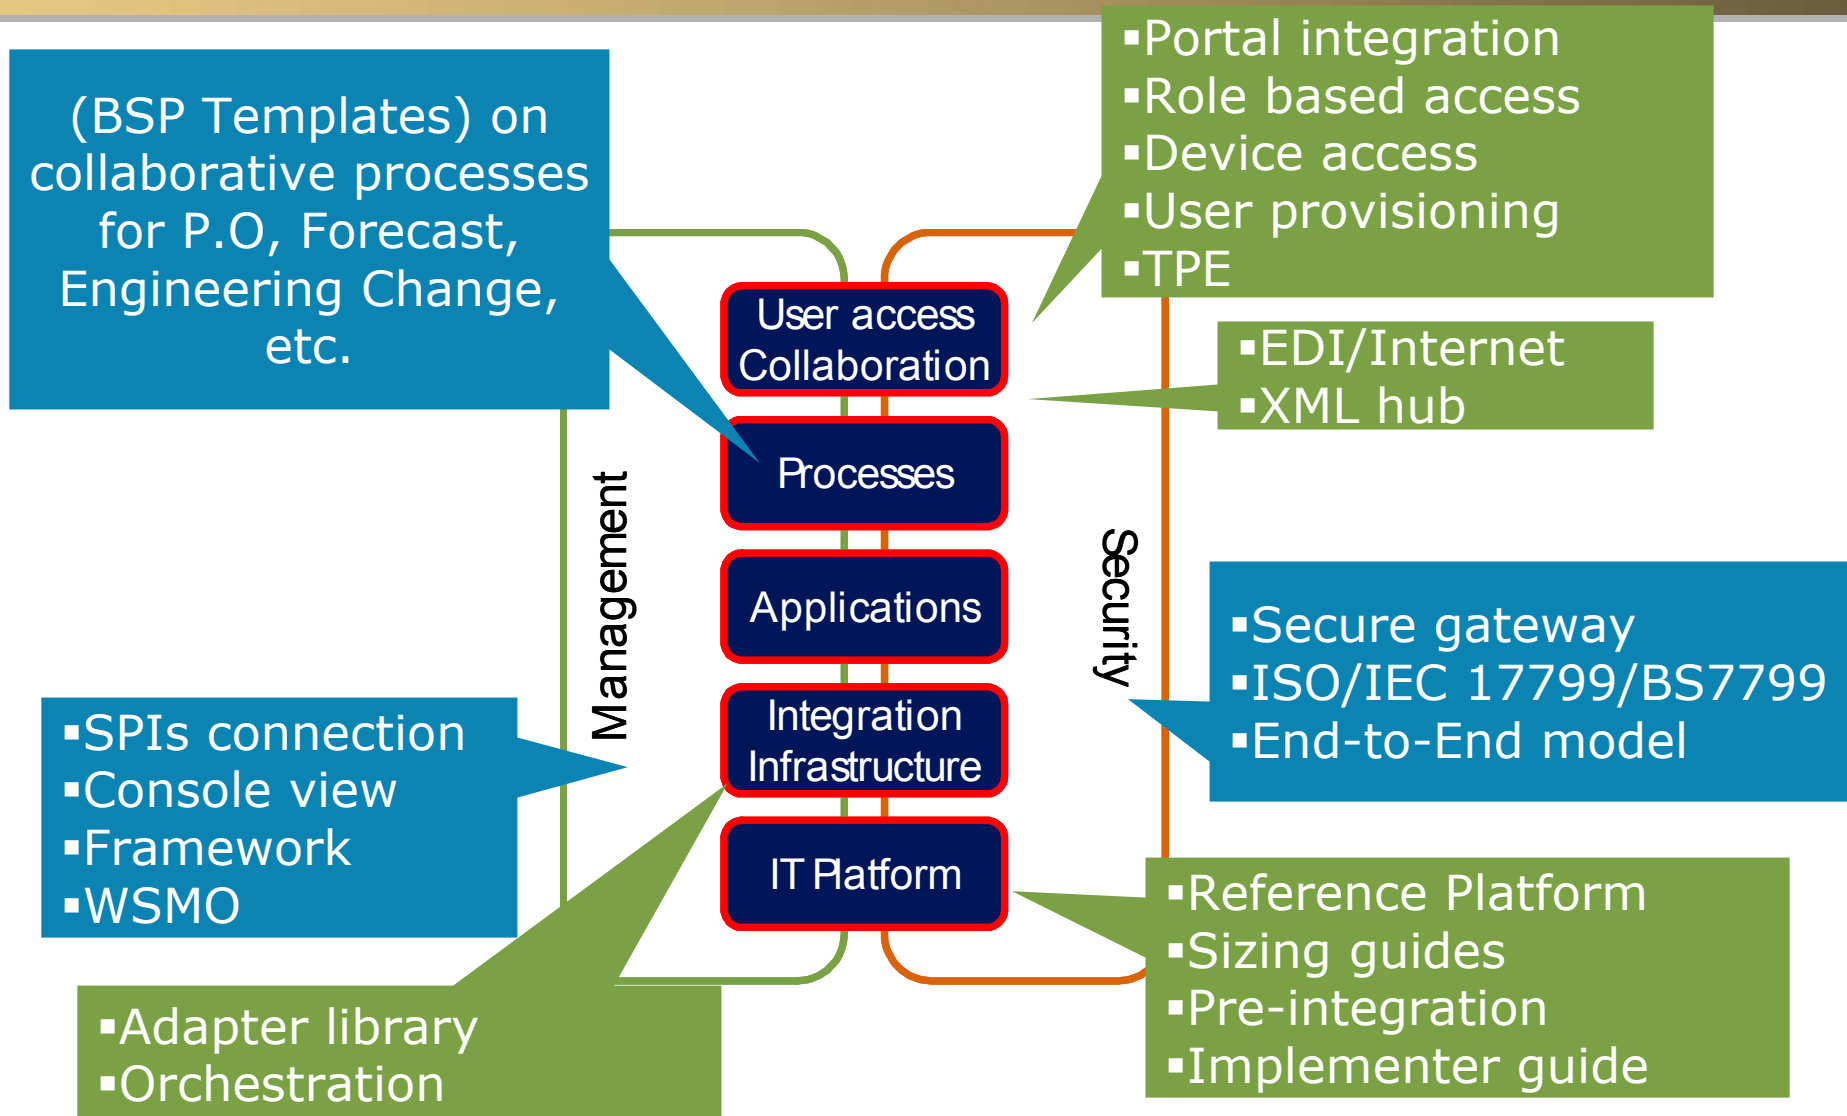 (BSP Templates) on
collaborative processes
for P.O, Forecast,
Engineering Change,
etc.
▪Portal integration
▪Role based access
▪Device access
▪User provisioning
▪TPE
▪EDI/Internet
▪XML hub
User access
Collaboration
Processes
Applications
Integration
Infrastructure
IT Platform
Management
Security
▪Secure gateway
▪ISO/IEC 17799/BS7799
▪End-to-End model
▪SPIs connection
▪Console view
▪Framework
▪WSMO
▪Reference Platform
▪Sizing guides
▪Pre-integration
▪Implementer guide
▪Adapter library
▪Orchestration